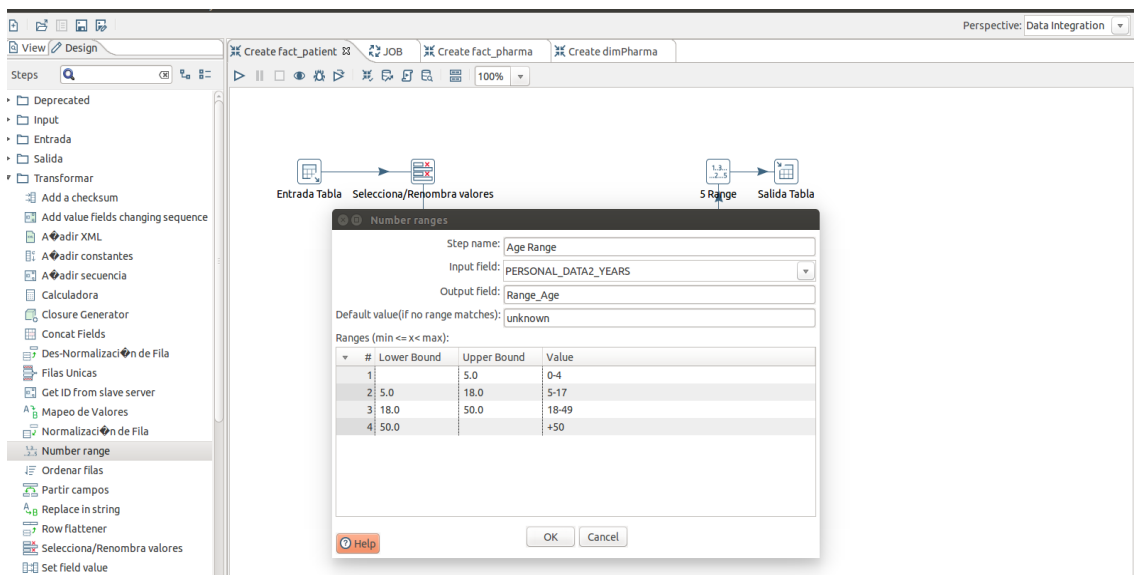 Perspective: Data Integration
View Design
Create fact_patient JOB Create fact_pharma Create dimPharma
Steps
100%
Deprecated
Input
Entrada
Salida
Transformar
Add a checksum
Add value fields changing sequence
A�adir XML
A�adir constantes
A�adir secuencia
Calculadora
Closure Generator
Concat Fields
Des-Normalizaci�n de Fila
Filas Unicas
Get ID from slave server
Mapeo de Valores
Normalizaci�n de Fila
Number range
Ordenar filas
Partir campos
Replace in string
Row flattener
Selecciona/Renombra valores
Set field value
Entrada Tabla Selecciona/Renombra valores 5 Range Salida Tabla
Number ranges
Step name: Age Range
Input field: PERSONAL_DATA2_YEARS
Output field: Range_Age
Default value(if no range matches): unknown
Ranges (min <= x< max):
# Lower Bound Upper Bound Value
1 5.0 0-4
2 5.0 18.0 5-17
3 18.0 50.0 18-49
4 50.0 +50
Help OK Cancel